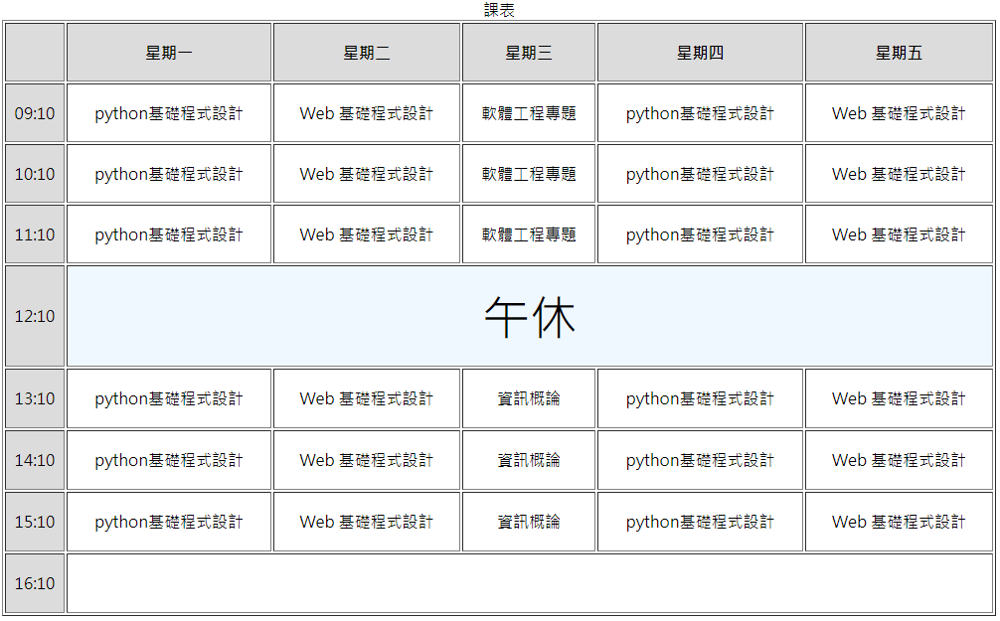 課表
星期一 星期二 星期三 星期四 星期五
09:10 python基礎程式設計 Web 基礎程式設計 軟體工程專題 python基礎程式設計 Web 基礎程式設計
10:10 python基礎程式設計 Web 基礎程式設計 軟體工程專題 python基礎程式設計 Web 基礎程式設計
11:10 python基礎程式設計 Web 基礎程式設計 軟體工程專題 python基礎程式設計 Web 基礎程式設計
12:10 午休
13:10 python基礎程式設計 Web 基礎程式設計 資訊概論 python基礎程式設計 Web 基礎程式設計
14:10 python基礎程式設計 Web 基礎程式設計 資訊概論 python基礎程式設計 Web 基礎程式設計
15:10 python基礎程式設計 Web 基礎程式設計 資訊概論 python基礎程式設計 Web 基礎程式設計
16:10